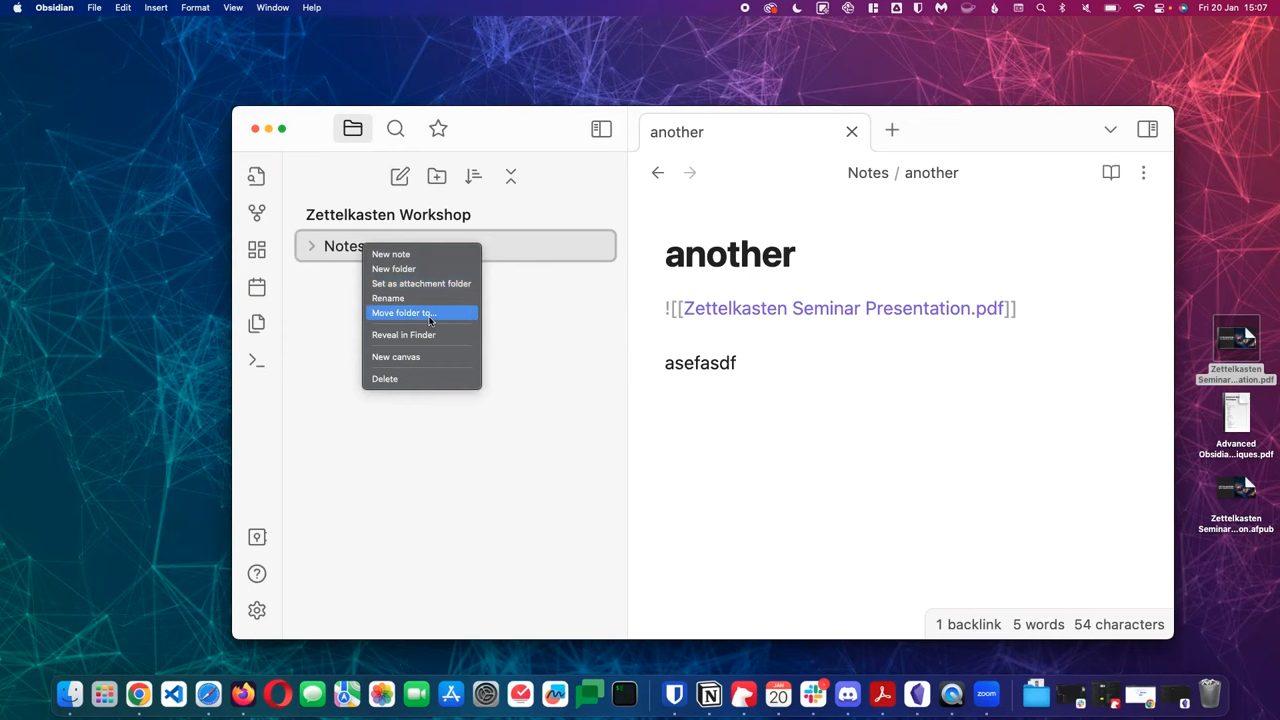 Obsidian File Edit Insert Format View Window Help Fri 20 Jan 15:07
another
Notes / another
Zettelkasten Workshop
Notes
New note
New folder
Set as attachment folder
Rename
Move folder to...
Reveal in Finder
New canvas
Delete
another
![[Zettelkasten Seminar Presentation.pdf]]
asefasdf
1 backlink 5 words 54 characters
Zettelkasten
Seminar...ation.pdf
Advanced
Obsidia...iques.pdf
Zettelkasten
Seminar...on.afpub
JAN
20
zoom